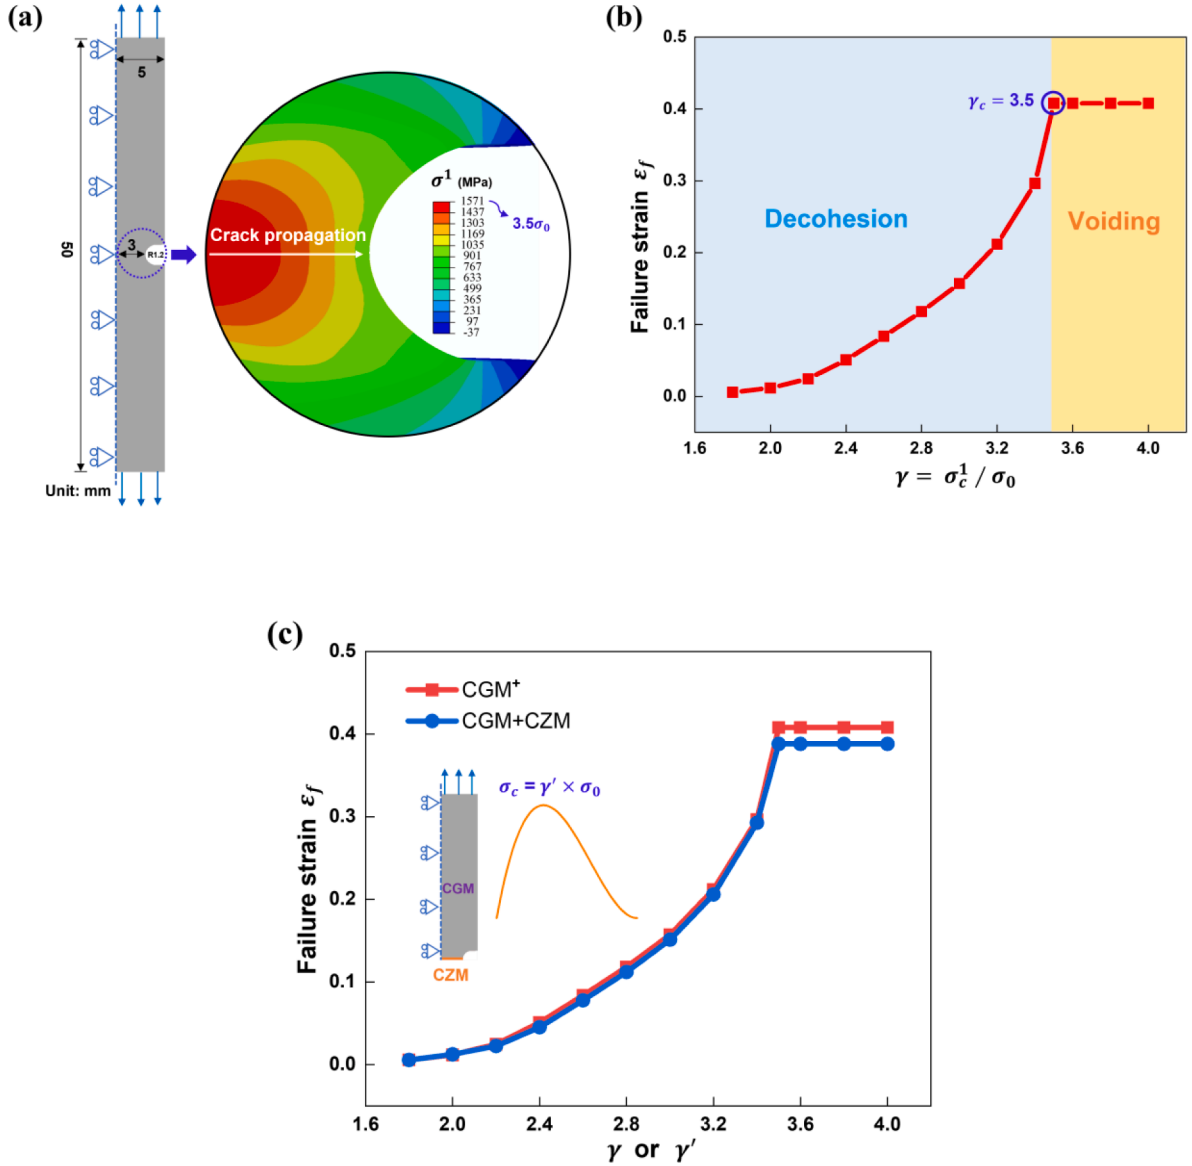 (a)
5
50
3
R1.2
Unit: mm
Crack propagation
σ¹ (MPa)
1571
1437
1303
1169
1035
901
767
633
499
365
231
97
-37
3.5σ₀
(b)
0.5
0.4
0.3
0.2
0.1
0.0
Failure strain εf
γc = 3.5
Decohesion
Voiding
1.6
2.0
2.4
2.8
3.2
3.6
4.0
γ = σc¹ / σ₀
(c)
0.5
0.4
0.3
0.2
0.1
0.0
Failure strain εf
CGM⁺
CGM+CZM
σc = γ′ × σ₀
CGM
CZM
1.6
2.0
2.4
2.8
3.2
3.6
4.0
γ or γ′